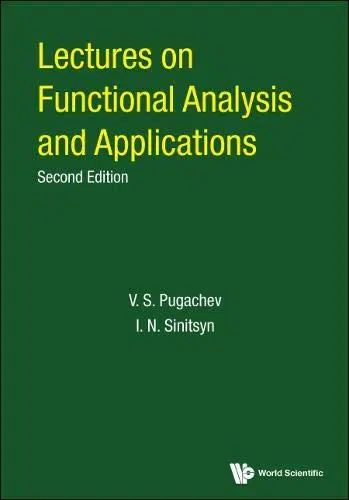 Lectures on
Functional Analysis
and Applications
Second Edition
V. S. Pugachev
I. N. Sinitsyn
World Scientific